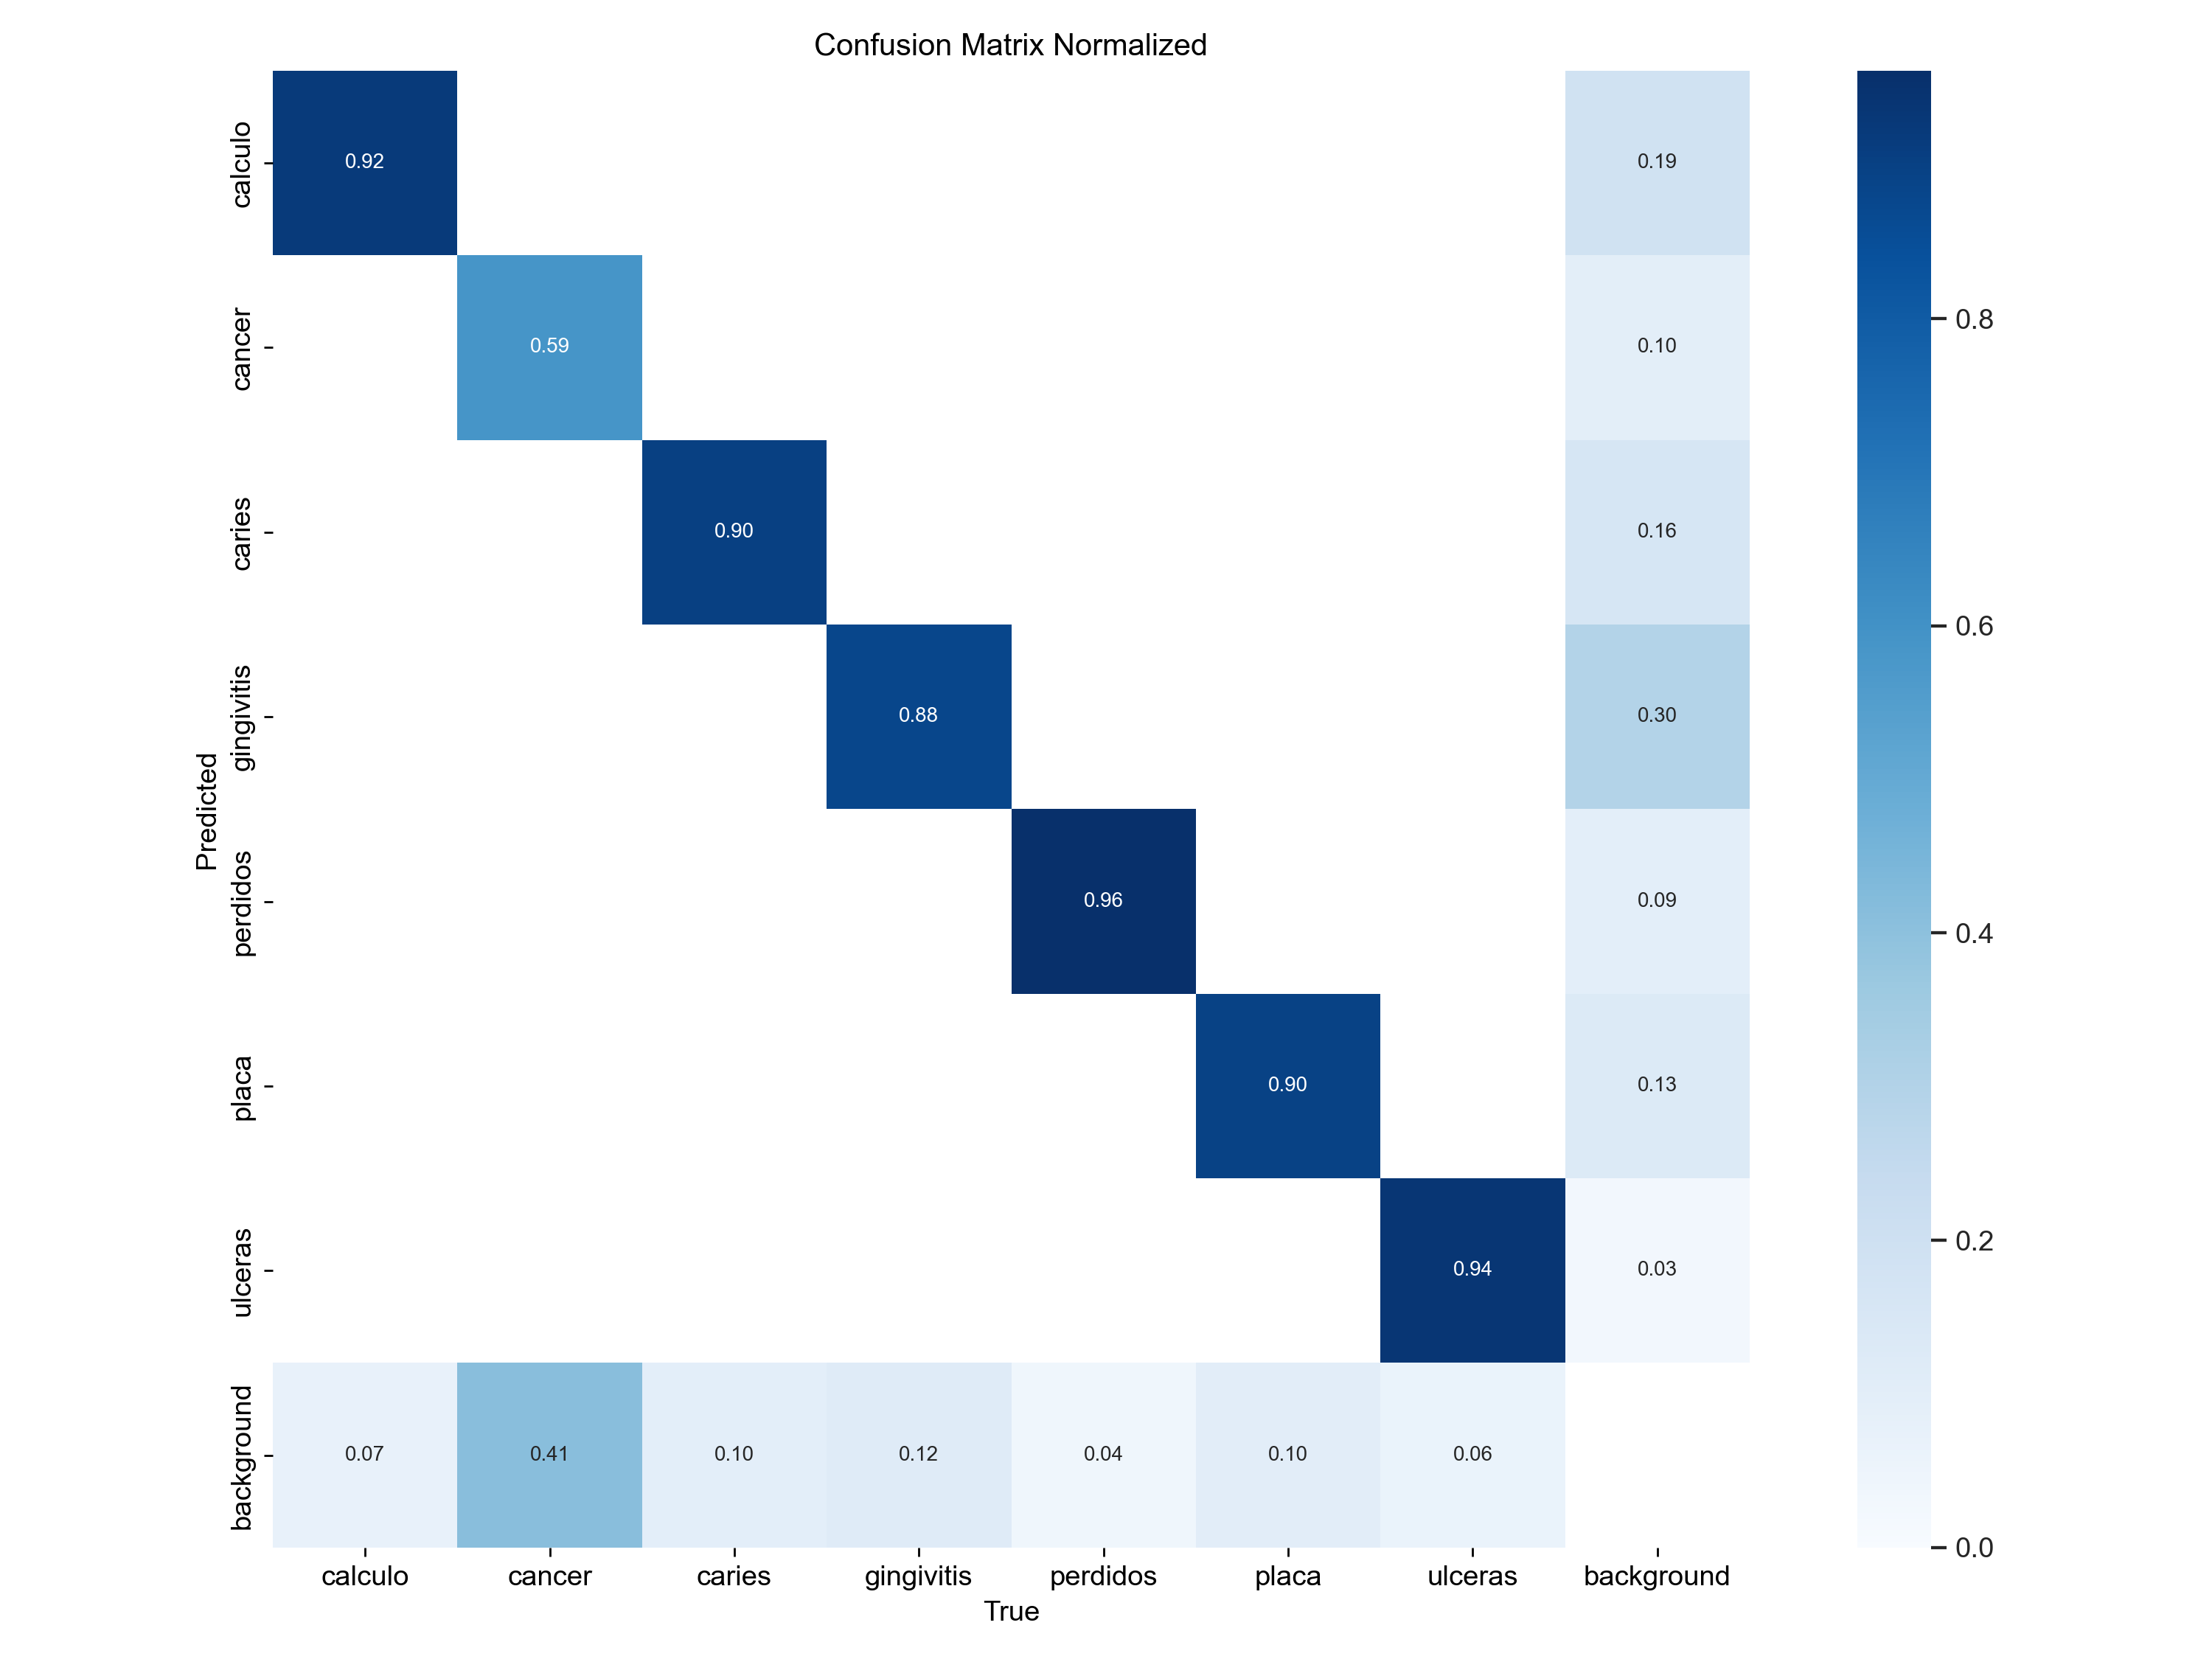 Confusion Matrix Normalized
calculo 0.92 0.19
cancer 0.59 0.10
caries 0.90 0.16
gingivitis 0.88 0.30
perdidos 0.96 0.09
placa 0.90 0.13
ulceras 0.94 0.03
background 0.07 0.41 0.10 0.12 0.04 0.10 0.06
calculo cancer caries gingivitis perdidos placa ulceras background
True
Predicted
0.8
0.6
0.4
0.2
0.0